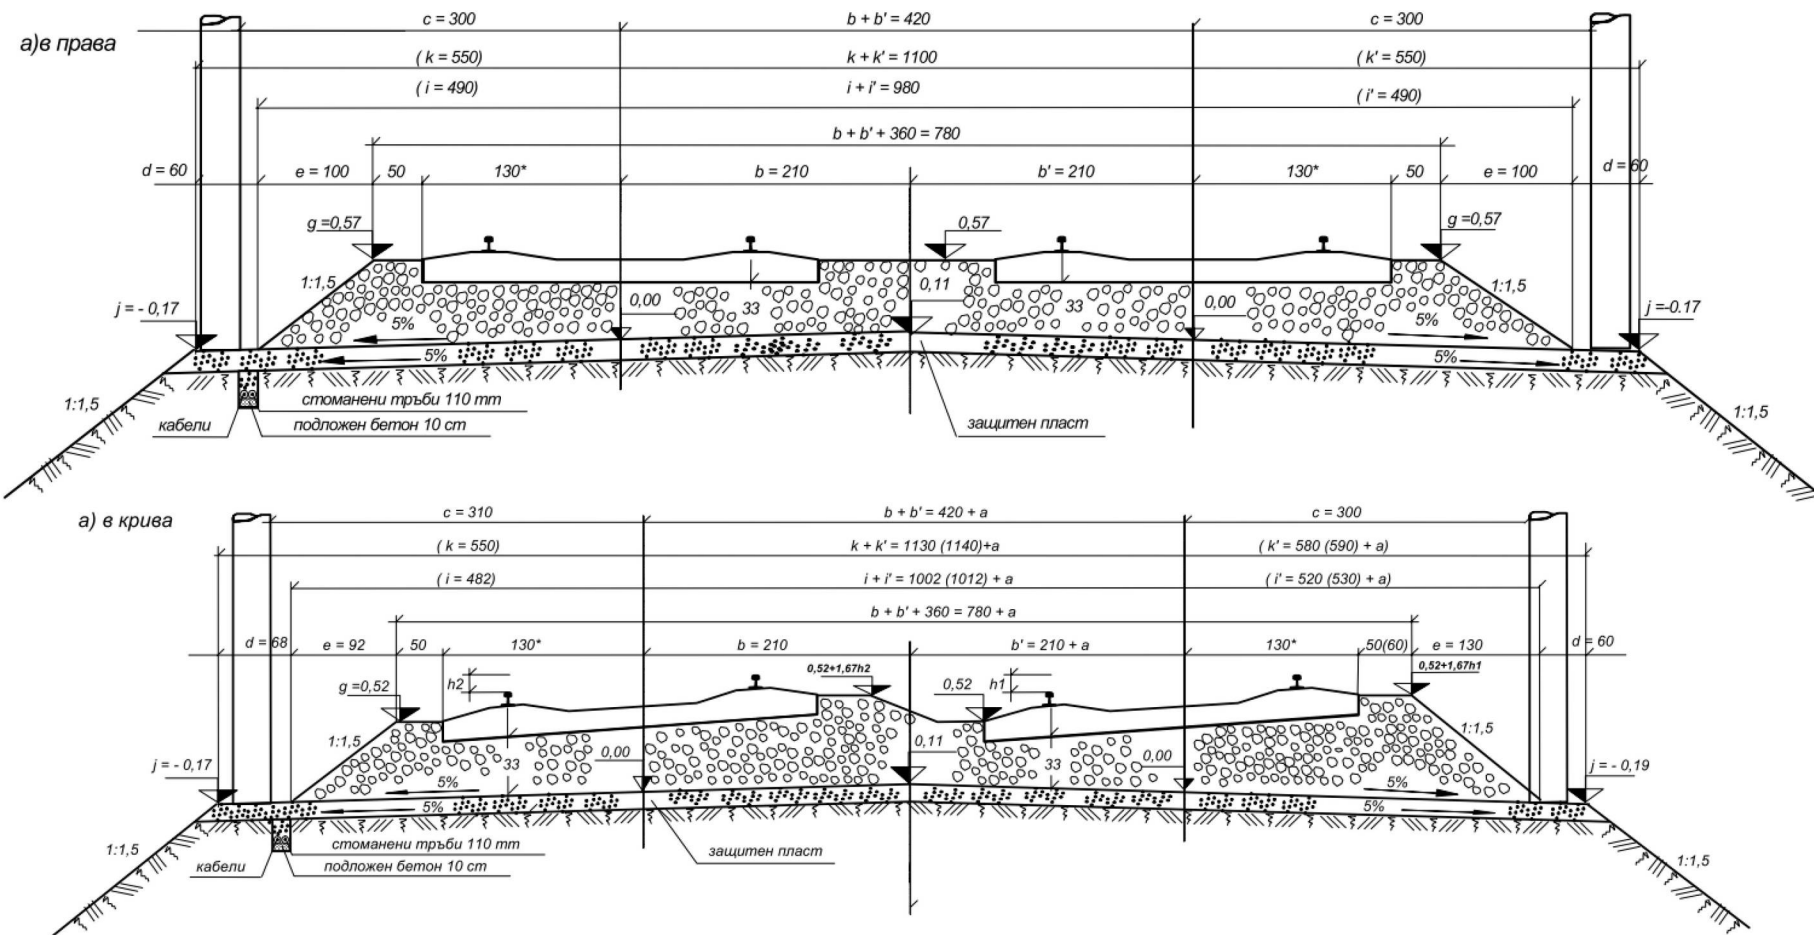 а)в права
c = 300
b + b' = 420
c = 300
( k = 550)
k + k' = 1100
( k' = 550)
( i = 490)
i + i' = 980
( i' = 490)
b + b' + 360 = 780
d = 60
e = 100
50
130*
b = 210
b' = 210
130*
50
e = 100
d = 60
g =0,57
0,57
g =0,57
1:1,5
1:1,5
j = - 0,17
0,00
33
0,11
33
0,00
j =-0.17
5%
5%
5%
5%
1:1,5
стоманени тръби 110 mm
1:1,5
кабели
подложен бетон 10 cm
защитен пласт
а) в крива
c = 310
b + b' = 420 + a
c = 300
( k = 550)
k + k' = 1130 (1140)+a
( k' = 580 (590) + a)
( i = 482)
i + i' = 1002 (1012) + a
( i' = 520 (530) + a)
b + b' + 360 = 780 + a
d = 68
e = 92
50
130*
b = 210
b' = 210 + a
130*
50(60)
e = 130
d = 60
g =0,52
h2
0,52+1,67h2
0,52
h1
0,52+1,67h1
1:1,5
1:1,5
j = - 0,17
33
0,00
0,11
33
0,00
j = - 0,19
5%
5%
5%
5%
1:1,5
стоманени тръби 110 mm
защитен пласт
1:1,5
кабели
подложен бетон 10 cm